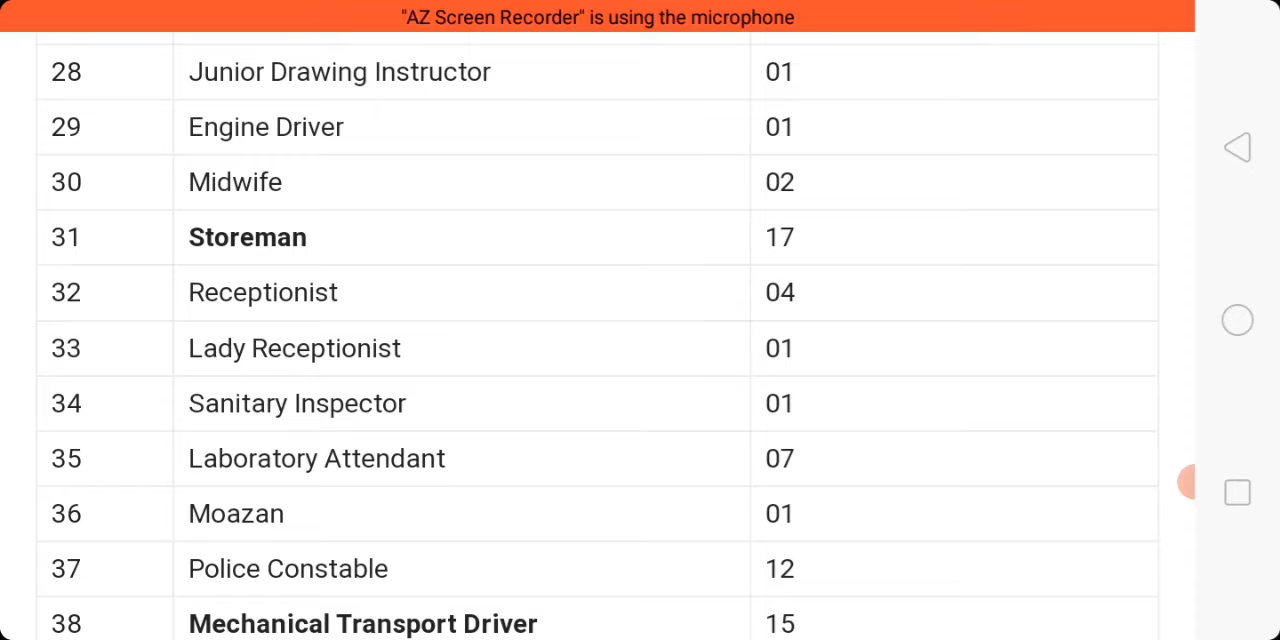 "AZ Screen Recorder" is using the microphone
28 Junior Drawing Instructor 01
29 Engine Driver 01
30 Midwife 02
31 Storeman 17
32 Receptionist 04
33 Lady Receptionist 01
34 Sanitary Inspector 01
35 Laboratory Attendant 07
36 Moazan 01
37 Police Constable 12
38 Mechanical Transport Driver 15